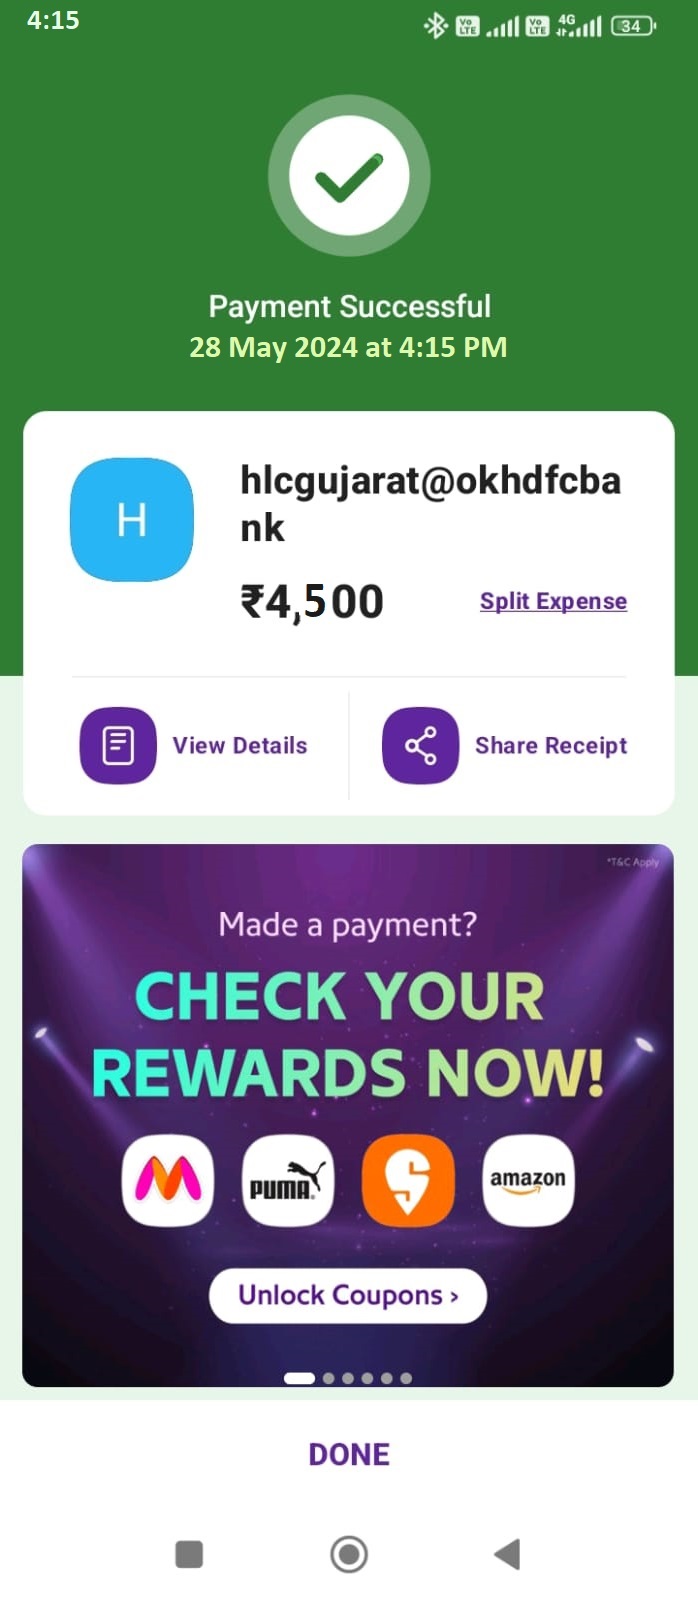 4:15
Vo LTE Vo LTE 4G 34
Payment Successful
28 May 2024 at 4:15 PM
H
hlcgujarat@okhdfcba
nk
₹4,500
Split Expense
View Details
Share Receipt
*T&C Apply
Made a payment?
CHECK YOUR
REWARDS NOW!
PUMA
amazon
Unlock Coupons ›
DONE